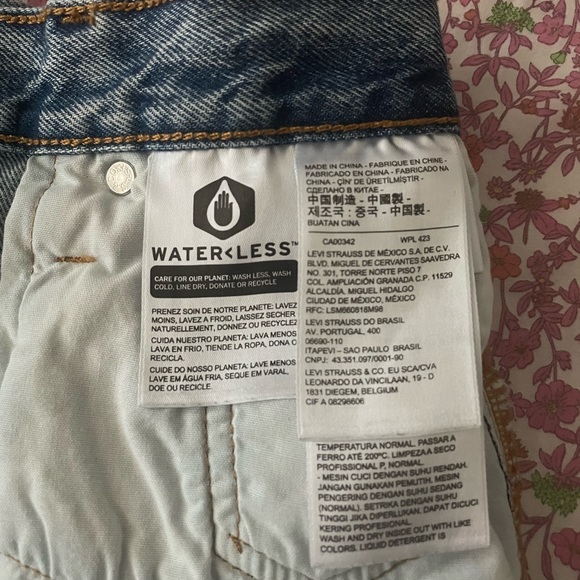 WATER<LESS™
CARE FOR OUR PLANET: WASH LESS, WASH
COLD, LINE DRY, DONATE OR RECYCLE
PRENEZ SOIN DE NOTRE PLANETE: LAVEZ
MOINS, LAVEZ A FROID, LAISSEZ SECHER
NATURELLEMENT, DONNEZ OU RECYCLEZ
CUIDA NUESTRO PLANETA: LAVA
LAVA EN FRIO, TIENDE LA ROPA, DONA
RECICLA.
CUIDE DO NOSSO PLANETA: LAVE MENOS
LAVE EM ÁGUA FRIA, SEQUE EM VARAL,
DOE OU RECICLE.
MADE IN CHINA - FABRIQUE EN CHINE -
FABRICADO EN CHINA - FABRICADO NA
CHINA - ÇİN' DE ÜRETİLMİŞTİR -
СДЕЛАНО В КИТАЕ -
中国制造 - 中國製 -
제조국: 중국 - 中国製 -
BUATAN CINA
CA00342 WPL 423
LEVI STRAUSS DE MÉXICO S.A. DE C.V.
BLVD. MIGUEL DE CERVANTES SAAVEDRA
NO. 301, TORRE NORTE PISO 7
COL. AMPLIACIÓN GRANADA C.P. 11529
ALCALDÍA. MIGUEL HIDALGO
CIUDAD DE MÉXICO, MÉXICO
RFC: LSM660818M98
LEVI STRAUSS DO BRASIL
AV. PORTUGAL, 400
06690-110
ITAPEVI – SAO PAULO BRASIL
CNPJ: 43.351.097/0001-90
LEVI STRAUSS & CO. EU SCA/CVA
LEONARDO DA VINCILAAN, 19 - D
1831 DIEGEM, BELGIUM
CIF A 08296606
TEMPERATURA NORMAL. PASSAR A
FERRO ATÉ 200ºC. LIMPEZA A SECO
PROFISSIONAL P, NORMAL.
- MESIN CUCI DENGAN SUHU RENDAH.
JANGAN GUNAKAN PEMUTIH. MESIN
PENGERING DENGAN SUHU SEDANG
(NORMAL). SETRIKA DENGAN SUHU
TINGGI JIKA DIPERLUKAN. DAPAT DICUCI
KERING PROFESIONAL.
WASH AND DRY INSIDE OUT WITH LIKE
COLORS. LIQUID DETERGENT IS